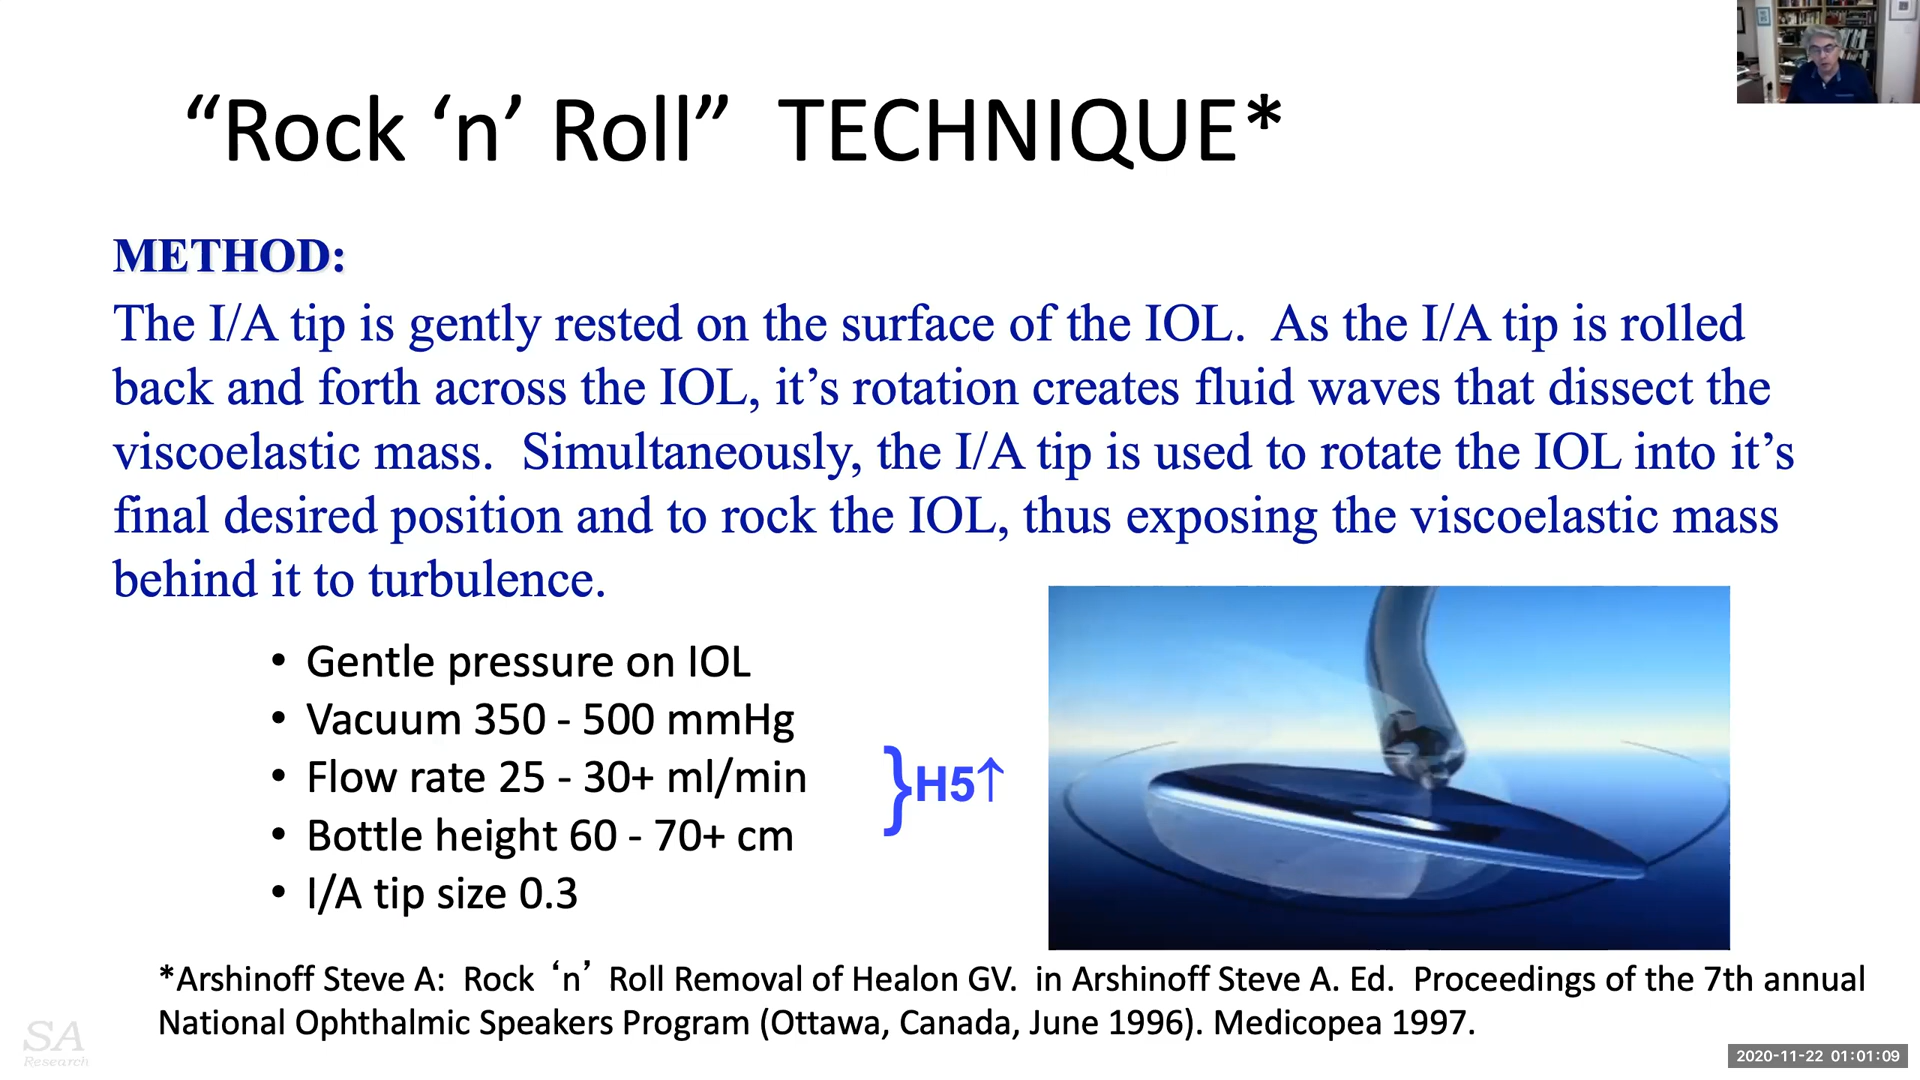 “Rock ‘n’ Roll” TECHNIQUE*
METHOD:
The I/A tip is gently rested on the surface of the IOL. As the I/A tip is rolled
back and forth across the IOL, it’s rotation creates fluid waves that dissect the
viscoelastic mass. Simultaneously, the I/A tip is used to rotate the IOL into it’s
final desired position and to rock the IOL, thus exposing the viscoelastic mass
behind it to turbulence.
• Gentle pressure on IOL
• Vacuum 350 - 500 mmHg
• Flow rate 25 - 30+ ml/min
• Bottle height 60 - 70+ cm
• I/A tip size 0.3
}H5↑
*Arshinoff Steve A: Rock ‘n’ Roll Removal of Healon GV. in Arshinoff Steve A. Ed. Proceedings of the 7th annual
National Ophthalmic Speakers Program (Ottawa, Canada, June 1996). Medicopea 1997.
SA
Research
2020-11-22 01:01:09